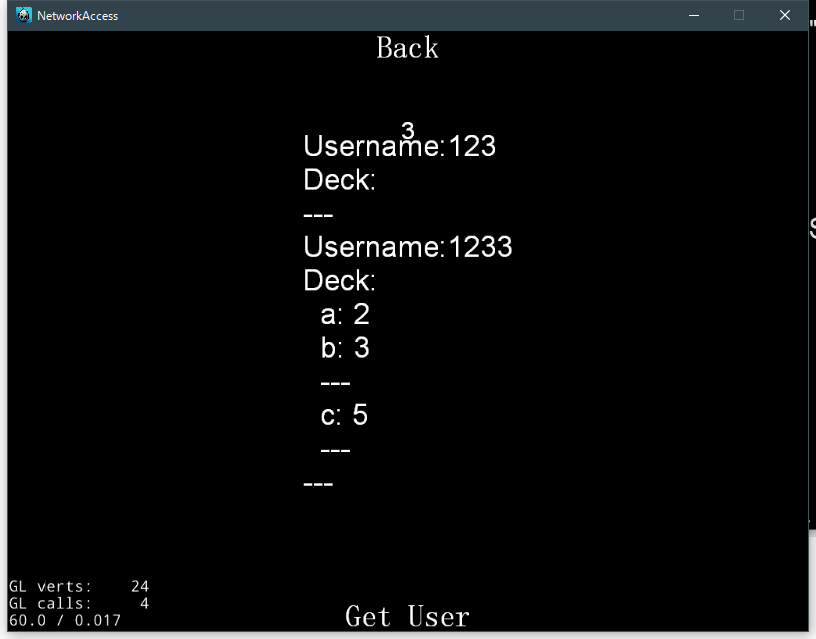 NetworkAccess
Back
3
Username:123
Deck:
---
Username:1233
Deck:
a: 2
b: 3
---
c: 5
---
---
GL verts: 24
GL calls: 4
60.0 / 0.017
Get User